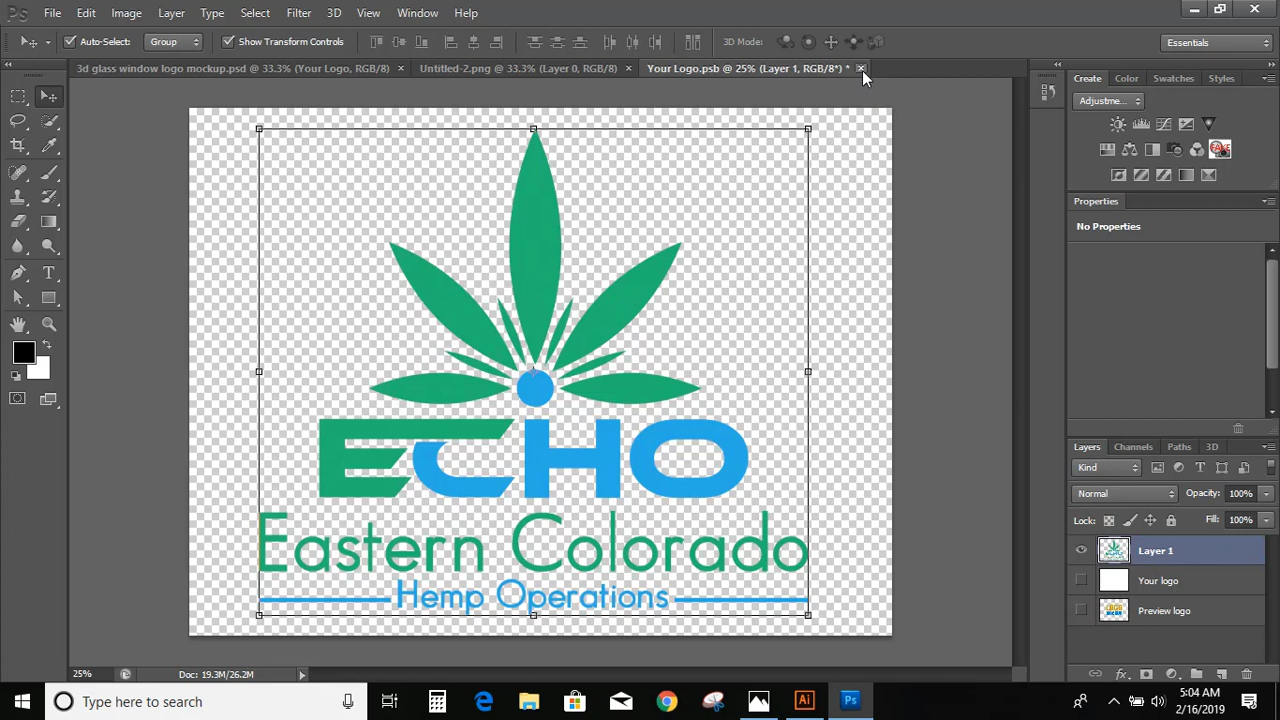 Ps File Edit Image Layer Type Select Filter 3D View Window Help
Auto-Select: Group Show Transform Controls 3D Mode: Essentials
3d glass window logo mockup.psd @ 33.3% (Your Logo, RGB/8) × Untitled-2.png @ 33.3% (Layer 0, RGB/8) × Your Logo.psb @ 25% (Layer 1, RGB/8*) * ×
Create Color Swatches Styles
Adjustme...
Properties
No Properties
ECHO
Eastern Colorado
Hemp Operations
Layers Channels Paths 3D
Kind
Normal Opacity: 100%
Lock: Fill: 100%
Layer 1
Your logo
Preview logo
25% Doc: 19.3M/26.2M
Type here to search
Ai Ps
5:04 AM
2/16/2019